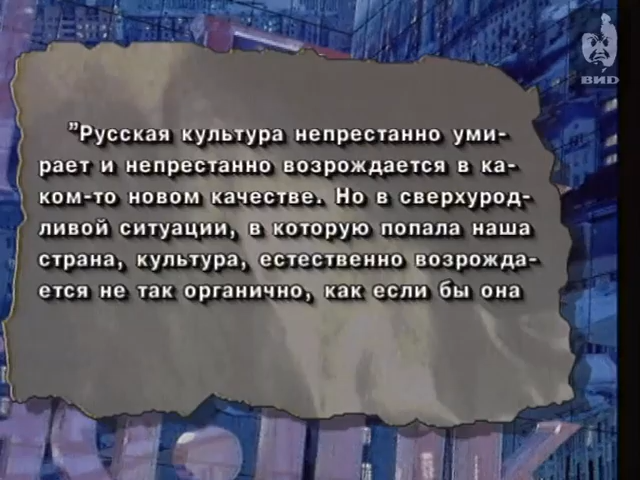 ВИD
"Русская культура непрестанно уми-
рает и непрестанно возрождается в ка-
ком-то новом качестве. Но в сверхурод-
ливой ситуации, в которую попала наша
страна, культура, естественно возрожда-
ется не так органично, как если бы она